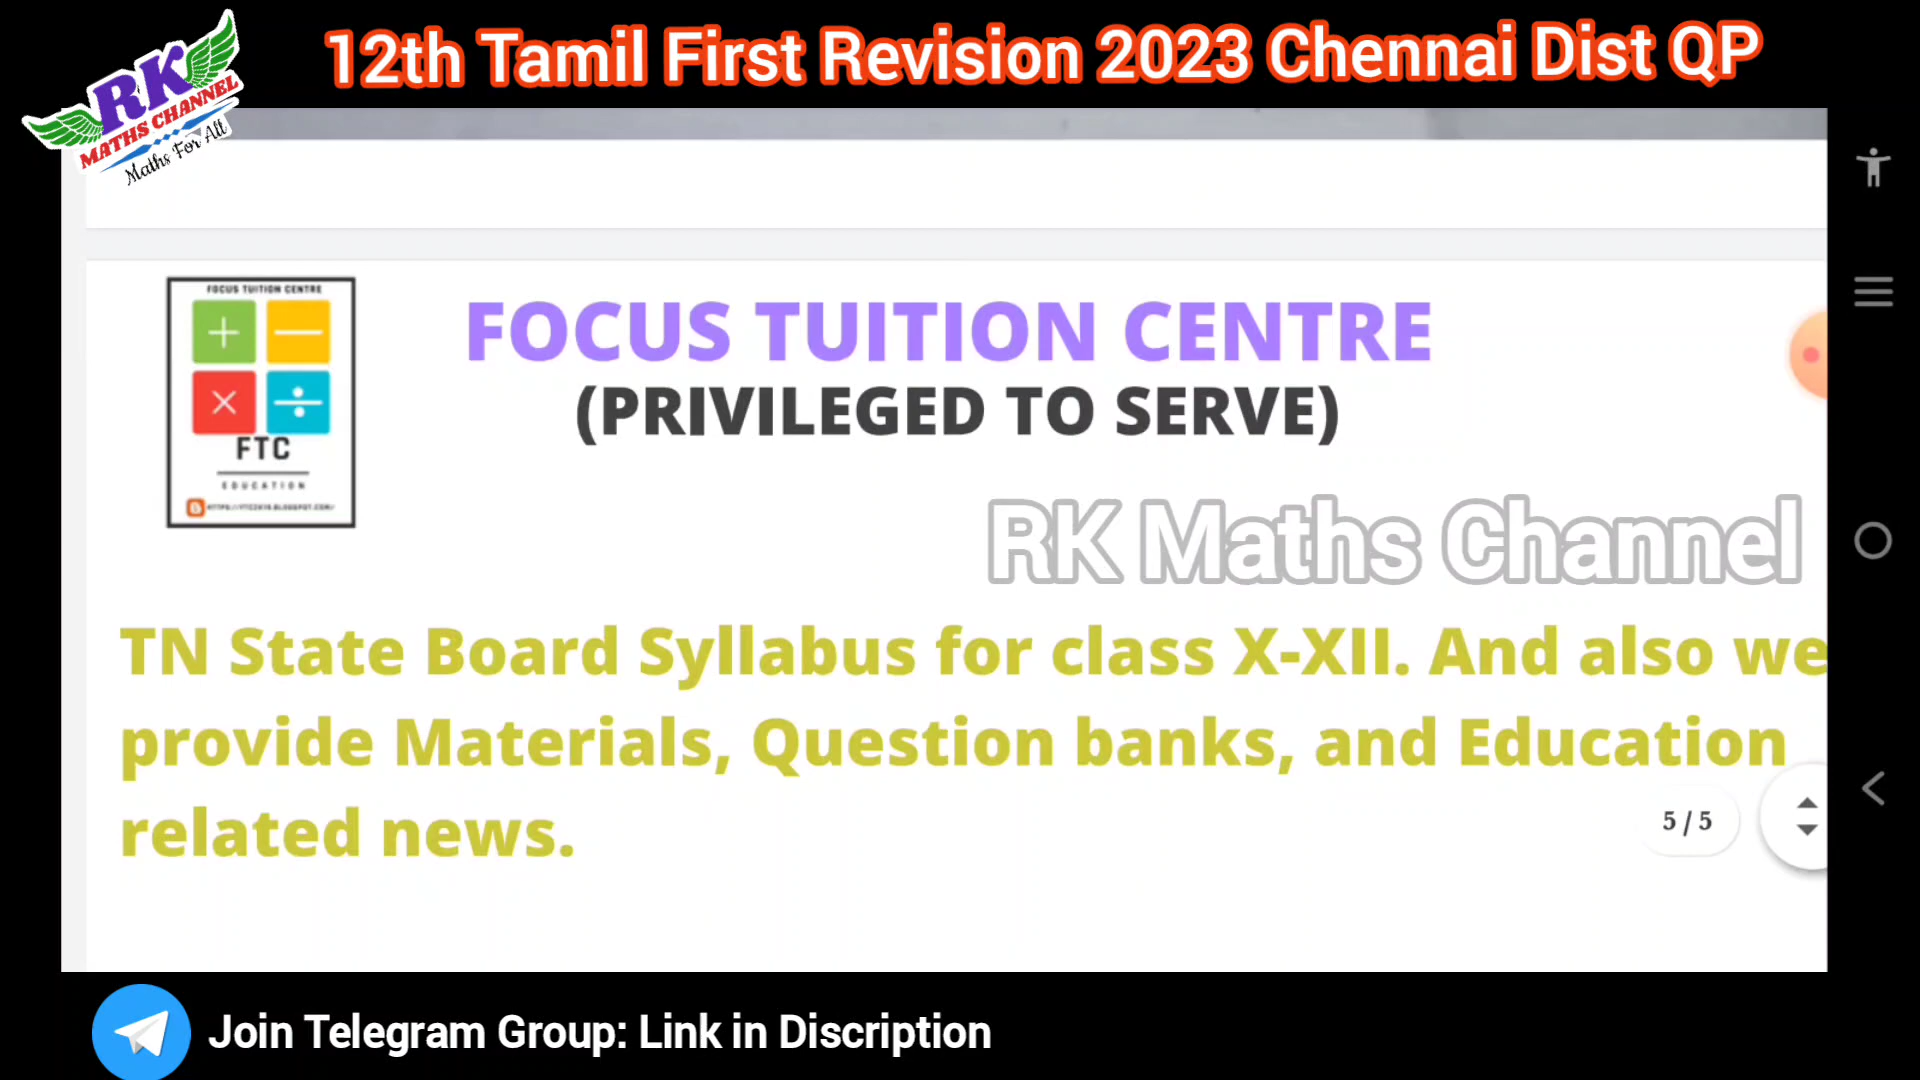 12th Tamil First Revision 2023 Chennai Dist QP
RK
MATHS CHANNEL
Maths For All
FOCUS TUITION CENTRE
FTC
EDUCATION
FOCUS TUITION CENTRE
(PRIVILEGED TO SERVE)
RK Maths Channel
TN State Board Syllabus for class X-XII. And also we
provide Materials, Question banks, and Education
related news.
5 / 5
Join Telegram Group: Link in Discription